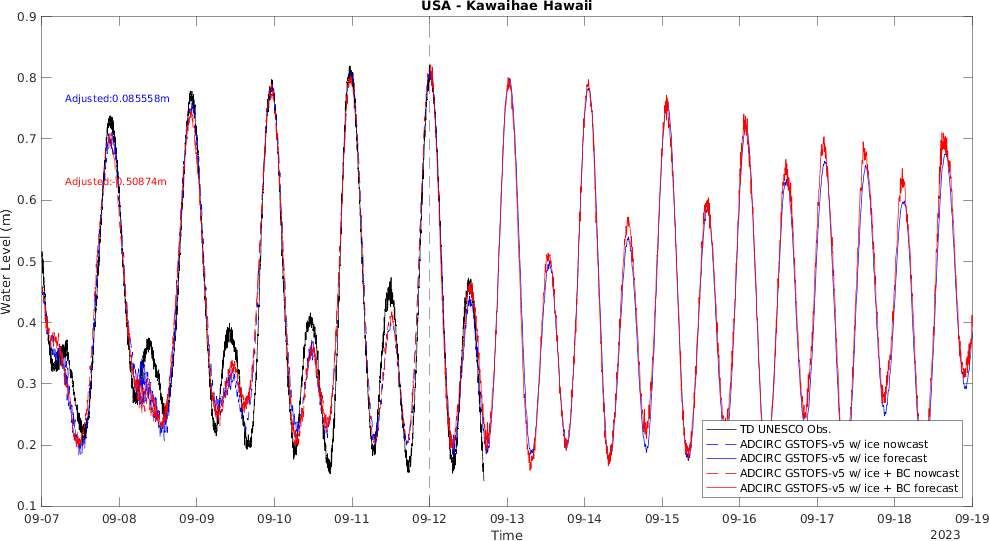 USA - Kawaihae Hawaii
0.9
0.8
0.7
0.6
0.5
0.4
0.3
0.2
0.1
Water Level (m)
Adjusted:0.085558m
Adjusted:-0.50874m
TD UNESCO Obs.
ADCIRC GSTOFS-v5 w/ ice nowcast
ADCIRC GSTOFS-v5 w/ ice forecast
ADCIRC GSTOFS-v5 w/ ice + BC nowcast
ADCIRC GSTOFS-v5 w/ ice + BC forecast
09-07 09-08 09-09 09-10 09-11 09-12 09-13 09-14 09-15 09-16 09-17 09-18 09-19
Time
2023